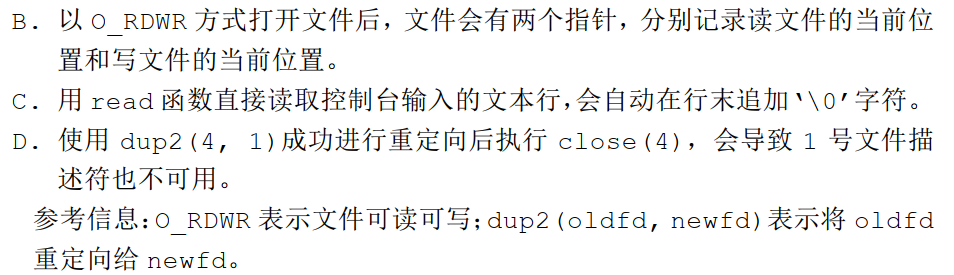 B. 以 O_RDWR 方式打开文件后，文件会有两个指针，分别记录读文件的当前位
置和写文件的当前位置。
C. 用 read 函数直接读取控制台输入的文本行，会自动在行末追加‘\0’字符。
D. 使用 dup2(4, 1)成功进行重定向后执行 close(4)，会导致 1 号文件描
述符也不可用。
参考信息：O_RDWR 表示文件可读可写；dup2(oldfd, newfd)表示将 oldfd
重定向给 newfd。